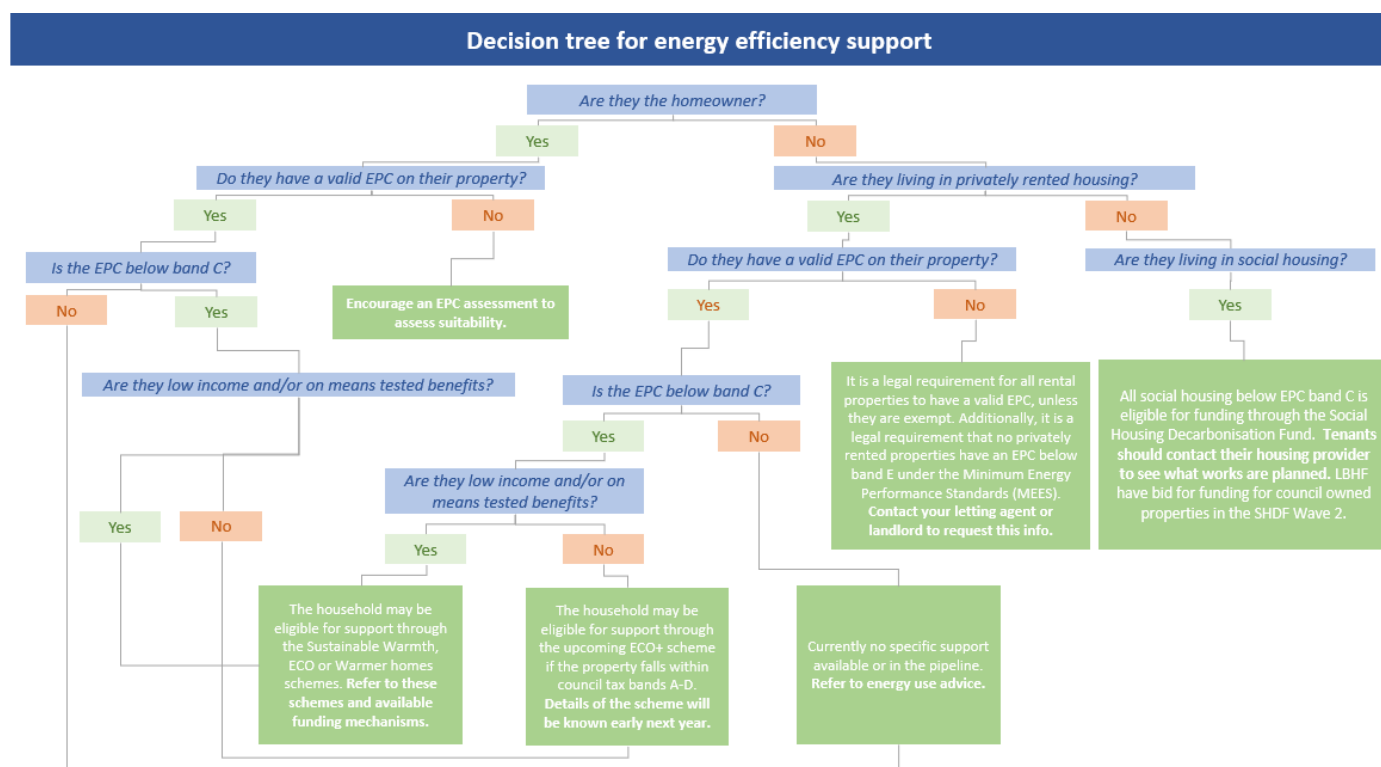 Decision tree for energy efficiency support
Are they the homeowner?
Yes
No
Do they have a valid EPC on their property?
Are they living in privately rented housing?
Yes
No
Yes
No
Is the EPC below band C?
Do they have a valid EPC on their property?
Are they living in social housing?
No
Yes
Encourage an EPC assessment to
assess suitability.
Yes
No
Yes
Are they low income and/or on means tested benefits?
Is the EPC below band C?
It is a legal requirement for all rental
properties to have a valid EPC, unless
they are exempt. Additionally, it is a
legal requirement that no privately
rented properties have an EPC below
band E under the Minimum Energy
Performance Standards (MEES).
Contact your letting agent or
landlord to request this info.
All social housing below EPC band C is
eligible for funding through the Social
Housing Decarbonisation Fund. Tenants
should contact their housing provider
to see what works are planned. LBHF
have bid for funding for council owned
properties in the SHDF Wave 2.
Yes
No
Are they low income and/or on
means tested benefits?
Yes
No
Yes
No
The household may be
eligible for support through
the Sustainable Warmth,
ECO or Warmer homes
schemes. Refer to these
schemes and available
funding mechanisms.
The household may be
eligible for support through
the upcoming ECO+ scheme
if the property falls within
council tax bands A-D.
Details of the scheme will
be known early next year.
Currently no specific support
available or in the pipeline.
Refer to energy use advice.